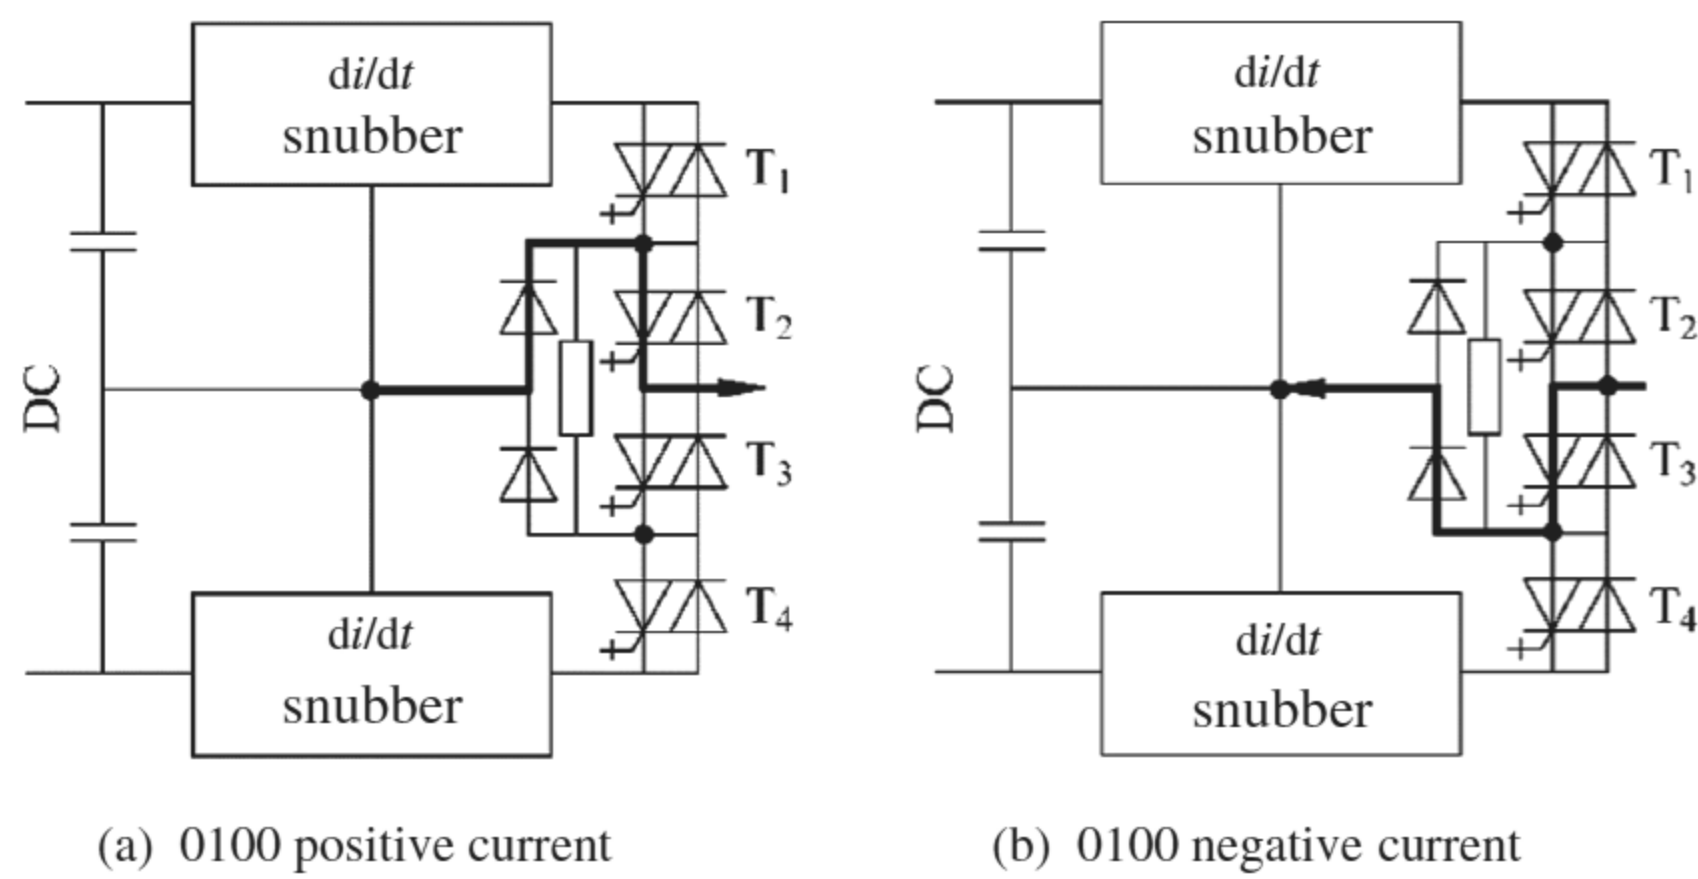 di/dt
snubber
T1
T2
DC
T3
T4
di/dt
snubber
(a) 0100 positive current
di/dt
snubber
T1
T2
DC
T3
T4
di/dt
snubber
(b) 0100 negative current